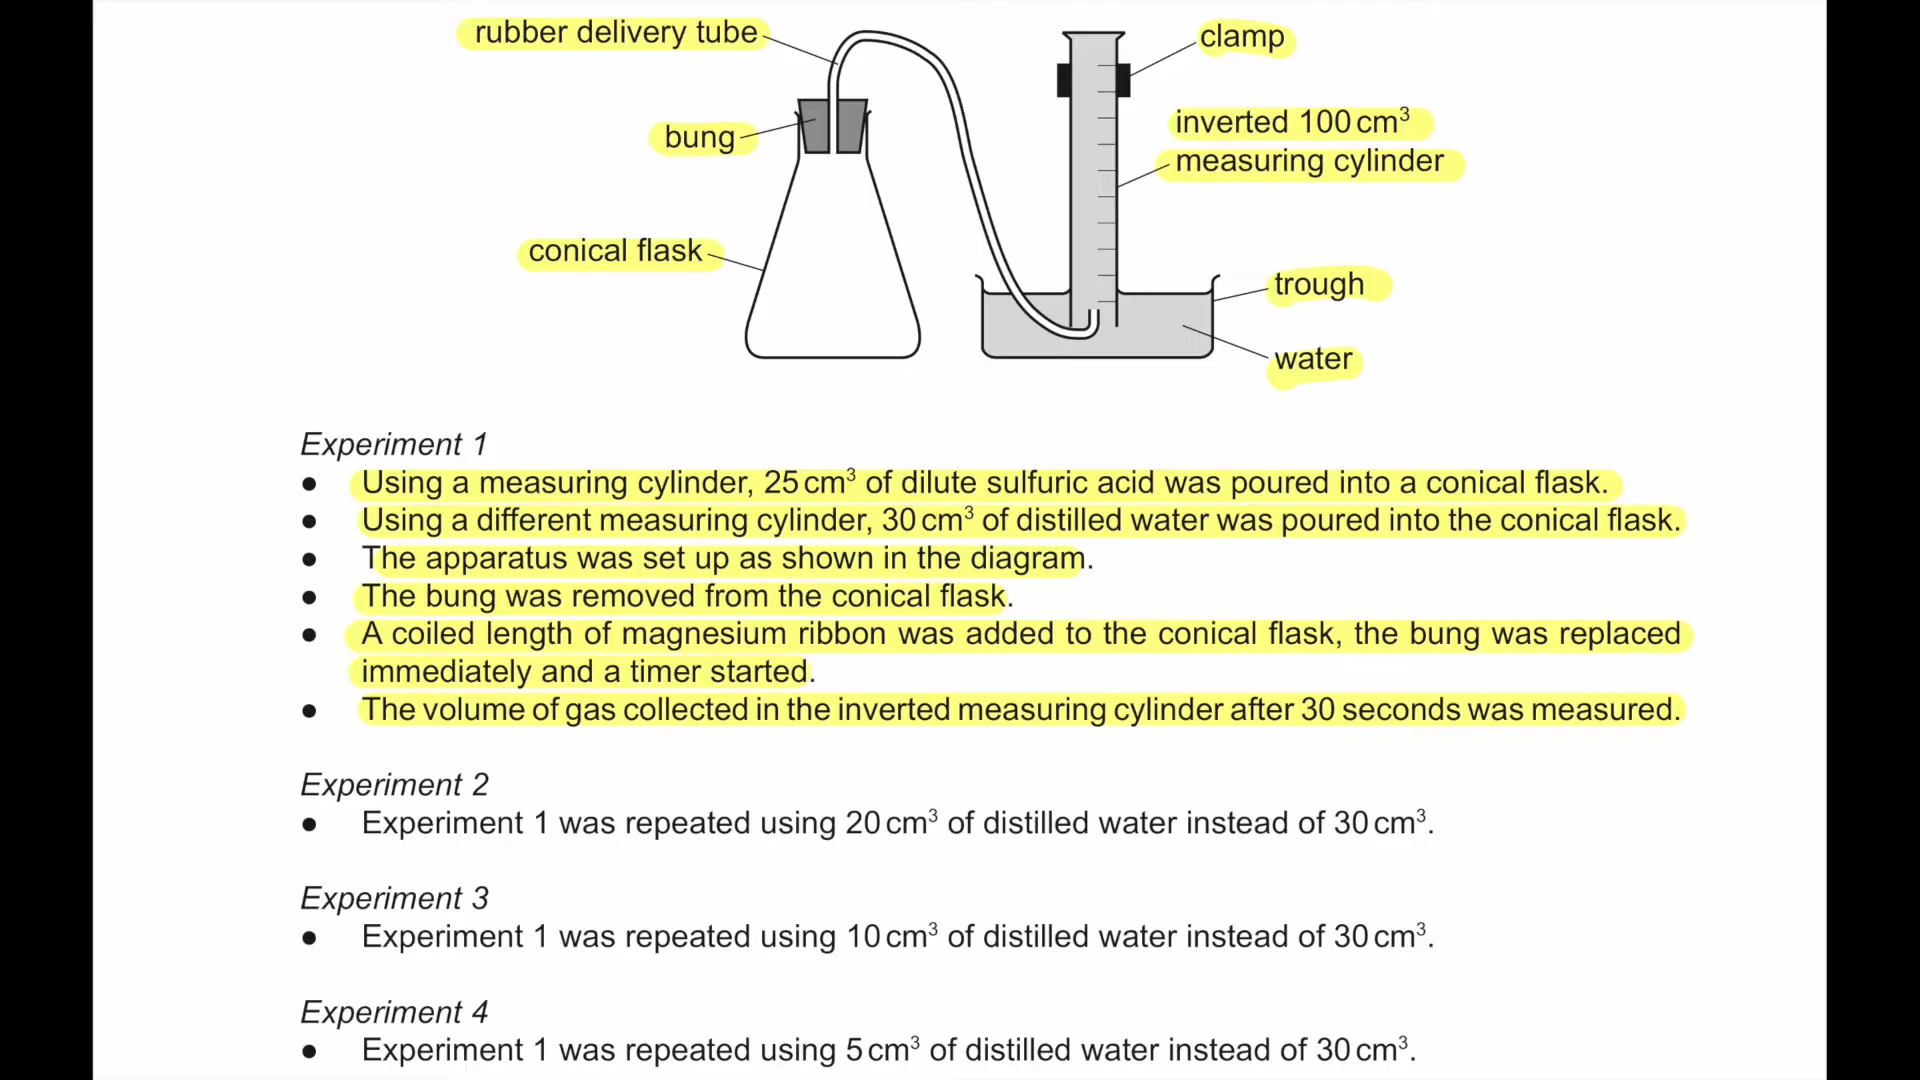 rubber delivery tube
clamp
bung
inverted 100 cm³
measuring cylinder
conical flask
trough
water
Experiment 1
● Using a measuring cylinder, 25 cm³ of dilute sulfuric acid was poured into a conical flask.
● Using a different measuring cylinder, 30 cm³ of distilled water was poured into the conical flask.
● The apparatus was set up as shown in the diagram.
● The bung was removed from the conical flask.
● A coiled length of magnesium ribbon was added to the conical flask, the bung was replaced
immediately and a timer started.
● The volume of gas collected in the inverted measuring cylinder after 30 seconds was measured.
Experiment 2
● Experiment 1 was repeated using 20 cm³ of distilled water instead of 30 cm³.
Experiment 3
● Experiment 1 was repeated using 10 cm³ of distilled water instead of 30 cm³.
Experiment 4
● Experiment 1 was repeated using 5 cm³ of distilled water instead of 30 cm³.